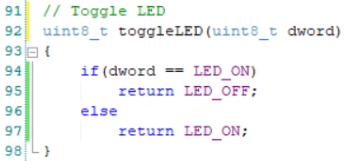 91 // Toggle LED
92 uint8_t toggleLED(uint8_t dword)
93 {
94 if(dword == LED_ON)
95 return LED_OFF;
96 else
97 return LED_ON;
98 }